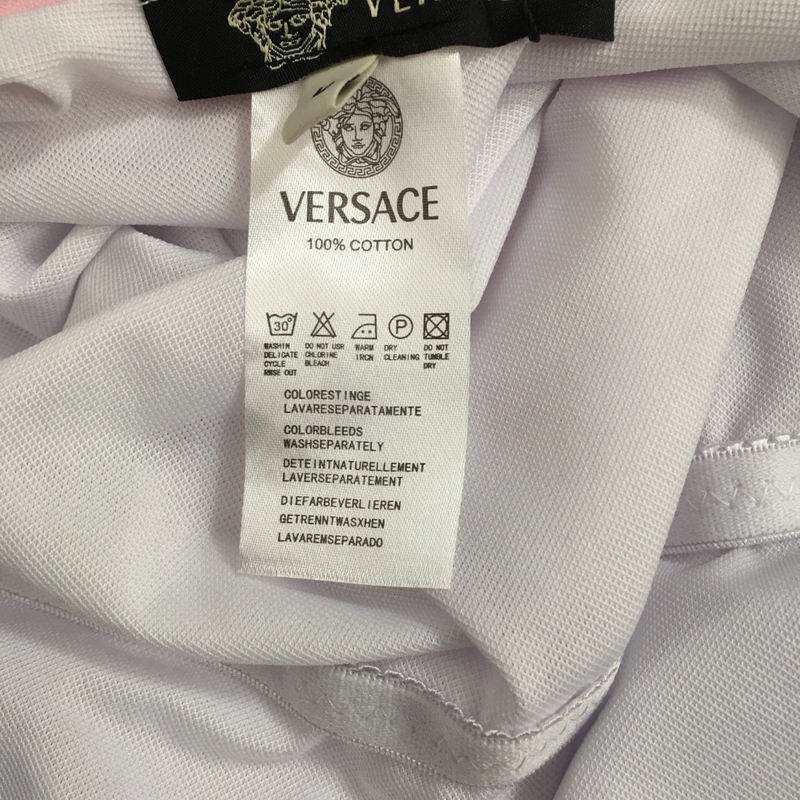 VERSACE
100% COTTON
30°
P
WASHIN DELICATE CYCLE RINSE OUT
DO NOT USR CHLORINE BLEACH
WARM IRCN
DRY CLEANING
DO NOT TUMBLE DRY
COLORESTINGE
LAVARESEPARATAMENTE
COLORBLEEDS
WASHSEPARATELY
DETEINTNATURELLEMENT
LAVERSEPARATEMENT
DIEFARBEVERLIEREN
GETRENNTWASXHEN
LAVAREMSEPARADO